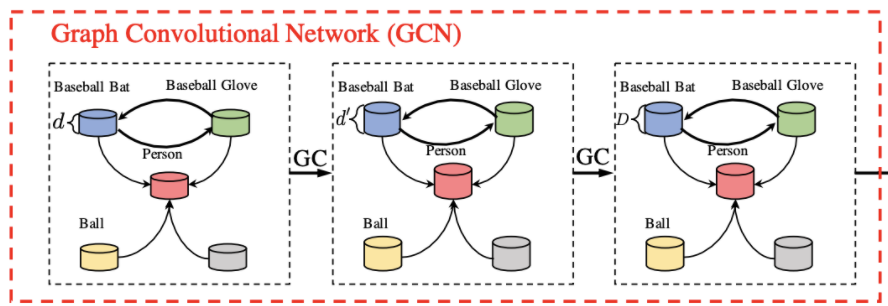 Graph Convolutional Network (GCN)
Baseball Bat Baseball Glove
d
Person
Ball
GC
Baseball Bat Baseball Glove
d′
Person
Ball
GC
Baseball Bat Baseball Glove
D
Person
Ball